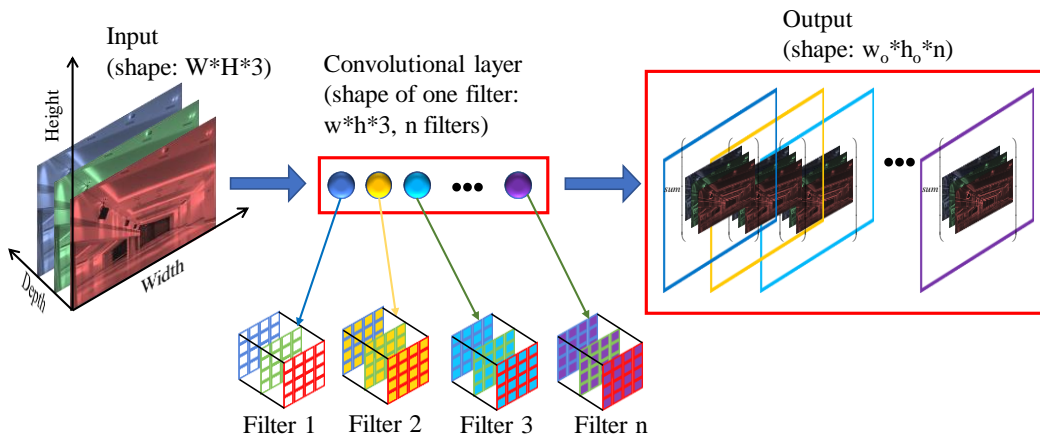 Input
(shape: W*H*3)
Height
Width
Depth
Convolutional layer
(shape of one filter:
w*h*3, n filters)
Filter 1
Filter 2
Filter 3
Filter n
Output
(shape: wₒ*hₒ*n)
sum
sum